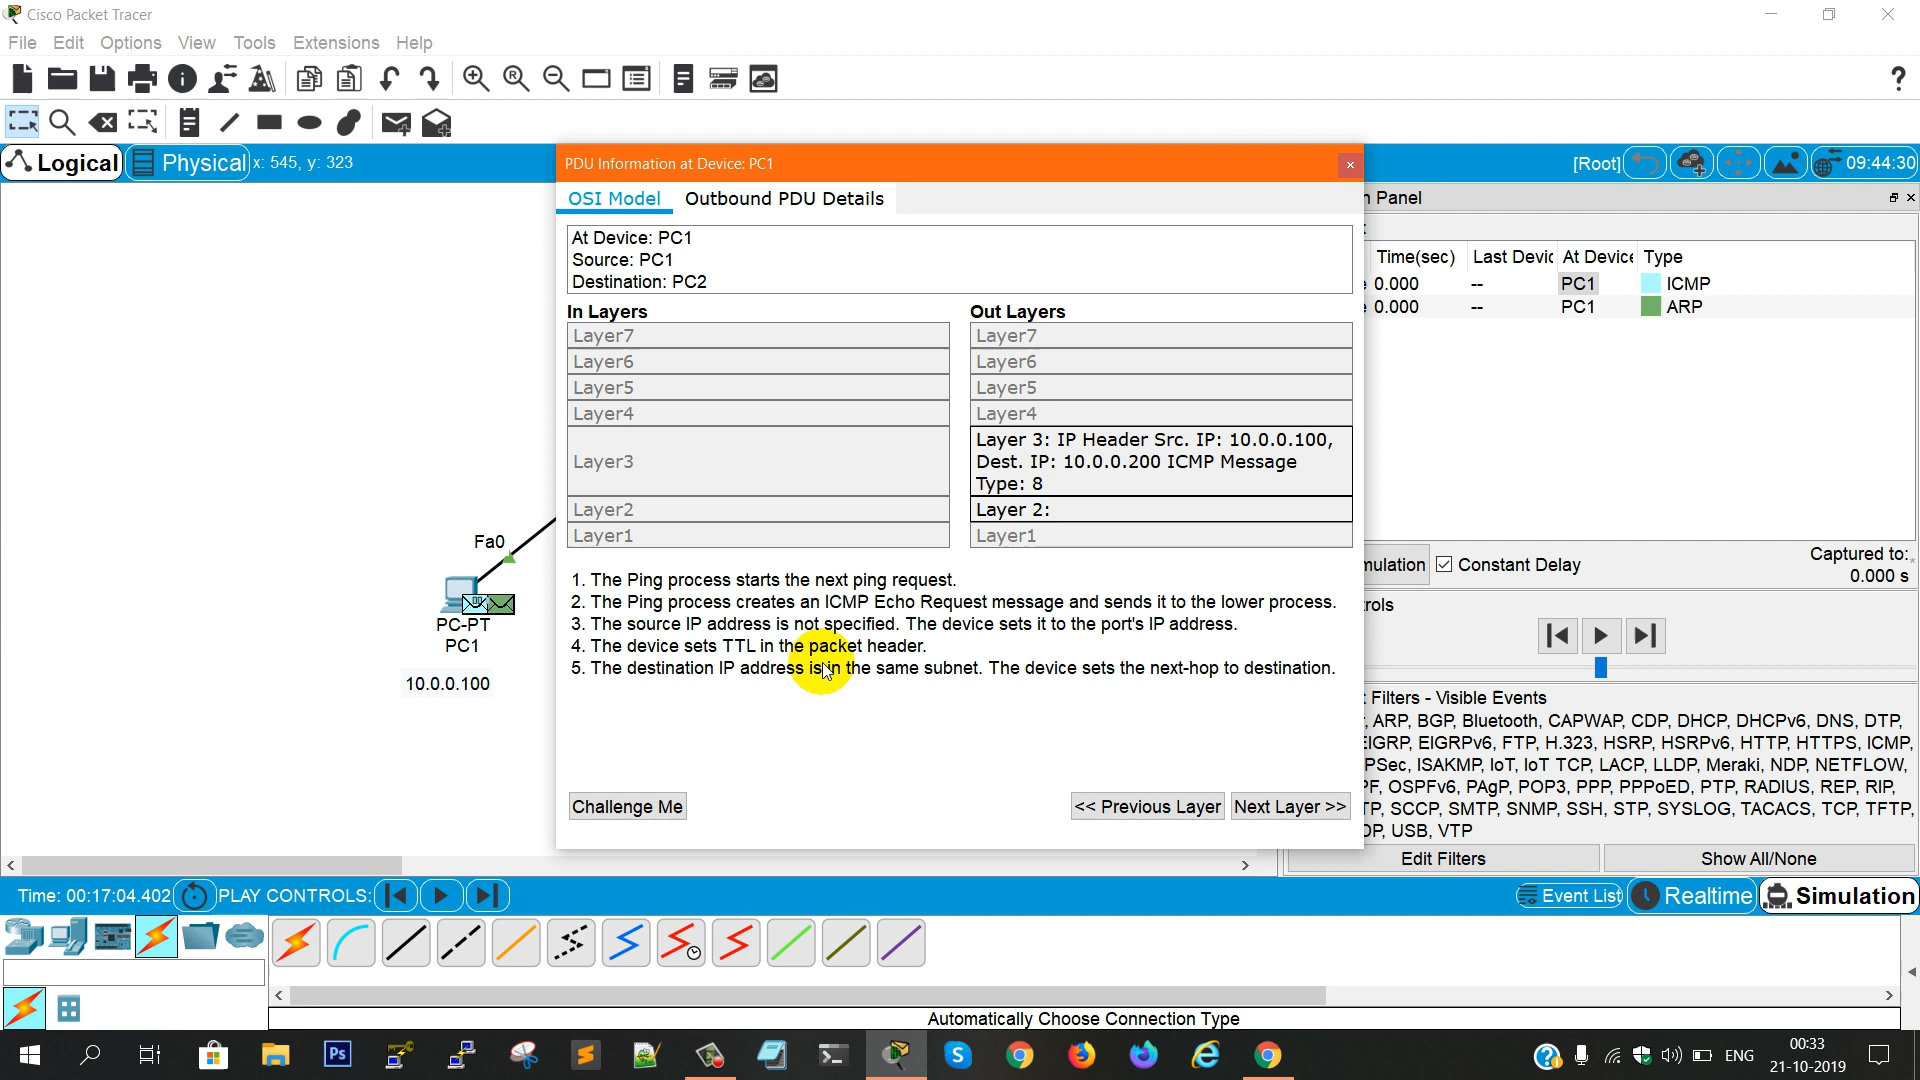 Cisco Packet Tracer
File Edit Options View Tools Extensions Help
Logical Physical x: 545, y: 323
[Root] 09:44:30
PDU Information at Device: PC1
OSI Model Outbound PDU Details
At Device: PC1
Source: PC1
Destination: PC2
In Layers
Layer7
Layer6
Layer5
Layer4
Layer3
Layer2
Layer1
Out Layers
Layer7
Layer6
Layer5
Layer4
Layer 3: IP Header Src. IP: 10.0.0.100,
Dest. IP: 10.0.0.200 ICMP Message
Type: 8
Layer 2:
Layer1
1. The Ping process starts the next ping request.
2. The Ping process creates an ICMP Echo Request message and sends it to the lower process.
3. The source IP address is not specified. The device sets it to the port's IP address.
4. The device sets TTL in the packet header.
5. The destination IP address is in the same subnet. The device sets the next-hop to destination.
Challenge Me << Previous Layer Next Layer >>
Fa0
PC-PT
PC1
10.0.0.100
Panel
Time(sec) Last Devic At Device Type
0.000 -- PC1 ICMP
0.000 -- PC1 ARP
mulation Constant Delay
Captured to:
0.000 s
rols
Filters - Visible Events
, ARP, BGP, Bluetooth, CAPWAP, CDP, DHCP, DHCPv6, DNS, DTP,
EIGRP, EIGRPv6, FTP, H.323, HSRP, HSRPv6, HTTP, HTTPS, ICMP,
PSec, ISAKMP, IoT, IoT TCP, LACP, LLDP, Meraki, NDP, NETFLOW,
PF, OSPFv6, PAgP, POP3, PPP, PPPoED, PTP, RADIUS, REP, RIP,
TP, SCCP, SMTP, SNMP, SSH, STP, SYSLOG, TACACS, TCP, TFTP,
DP, USB, VTP
Edit Filters Show All/None
Time: 00:17:04.402 PLAY CONTROLS:
Event List Realtime Simulation
Automatically Choose Connection Type
Ps
ENG
00:33
21-10-2019